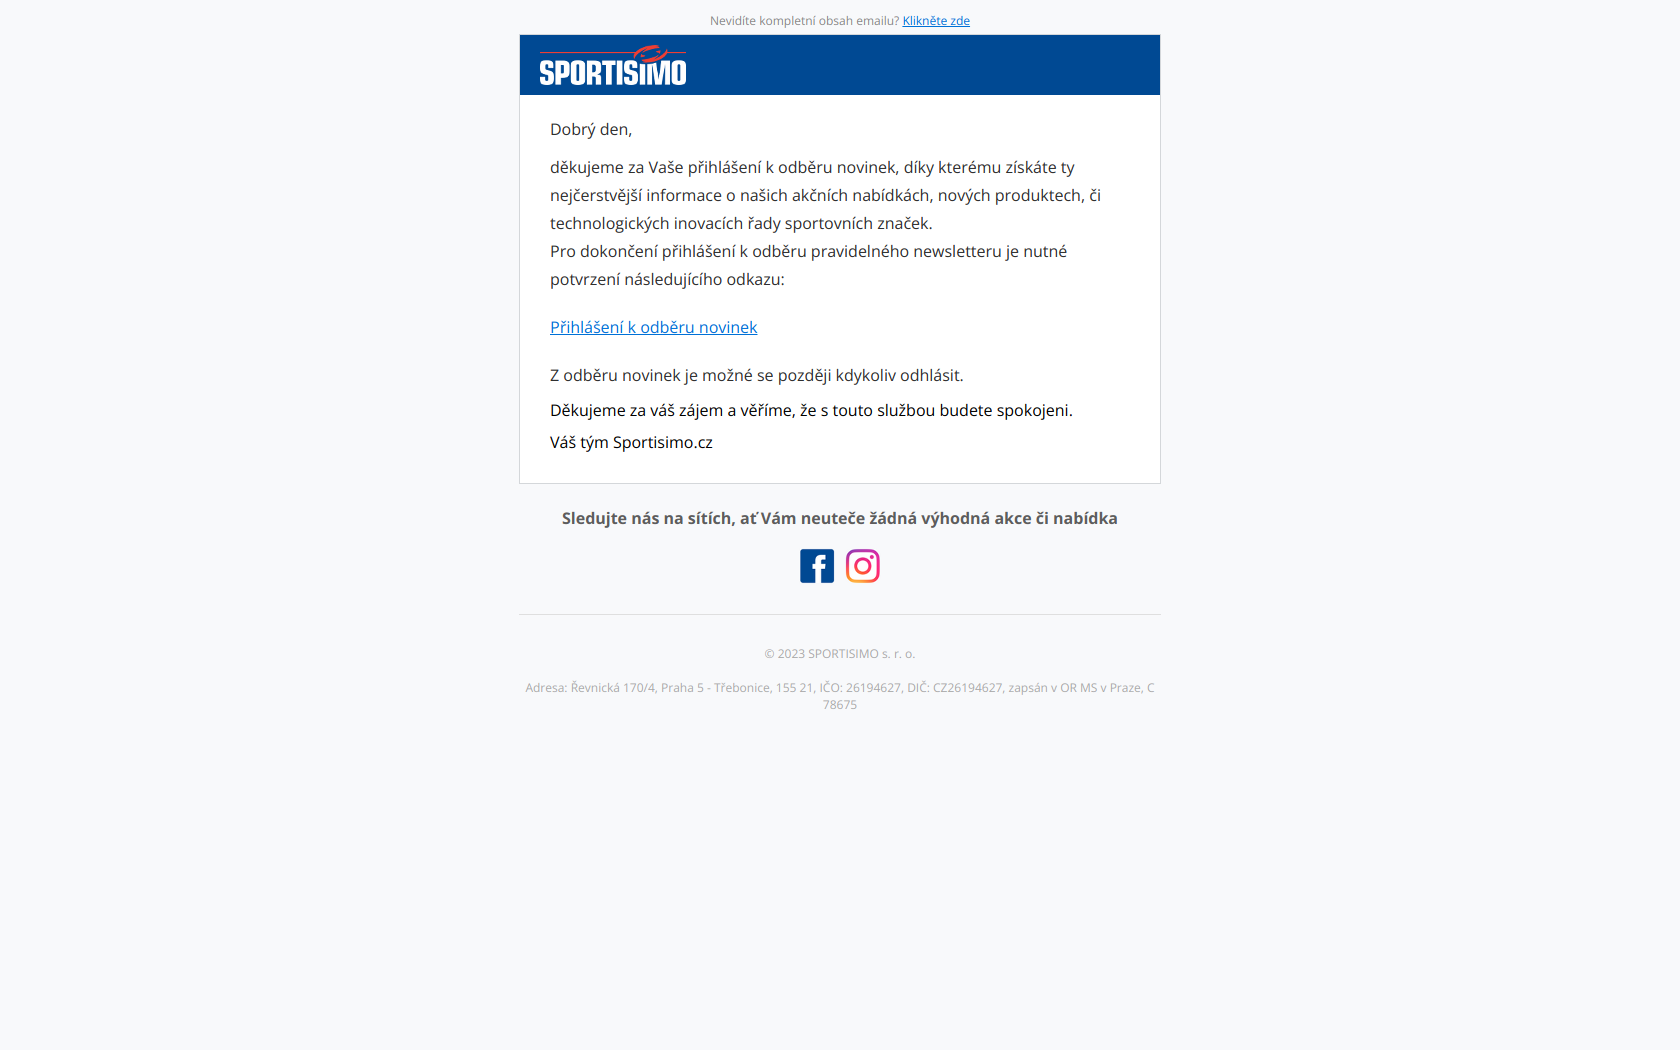 Nevidíte kompletní obsah emailu? Klikněte zde
SPORTISIMO
Dobrý den,
děkujeme za Vaše přihlášení k odběru novinek, díky kterému získáte ty
nejčerstvější informace o našich akčních nabídkách, nových produktech, či
technologických inovacích řady sportovních značek.
Pro dokončení přihlášení k odběru pravidelného newsletteru je nutné
potvrzení následujícího odkazu:
Přihlášení k odběru novinek
Z odběru novinek je možné se později kdykoliv odhlásit.
Děkujeme za váš zájem a věříme, že s touto službou budete spokojeni.
Váš tým Sportisimo.cz
Sledujte nás na sítích, ať Vám neuteče žádná výhodná akce či nabídka
© 2023 SPORTISIMO s. r. o.
Adresa: Řevnická 170/4, Praha 5 - Třebonice, 155 21, IČO: 26194627, DIČ: CZ26194627, zapsán v OR MS v Praze, C
78675